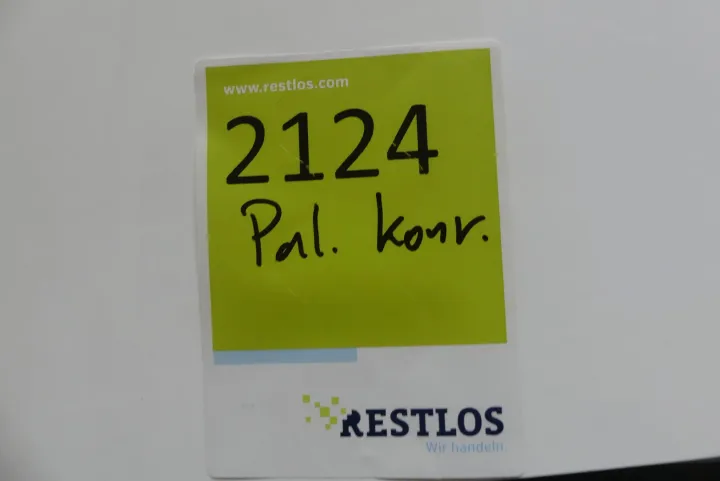 www.restlos.com
2124
Pal. konv.
RESTLOS
Wir handeln.